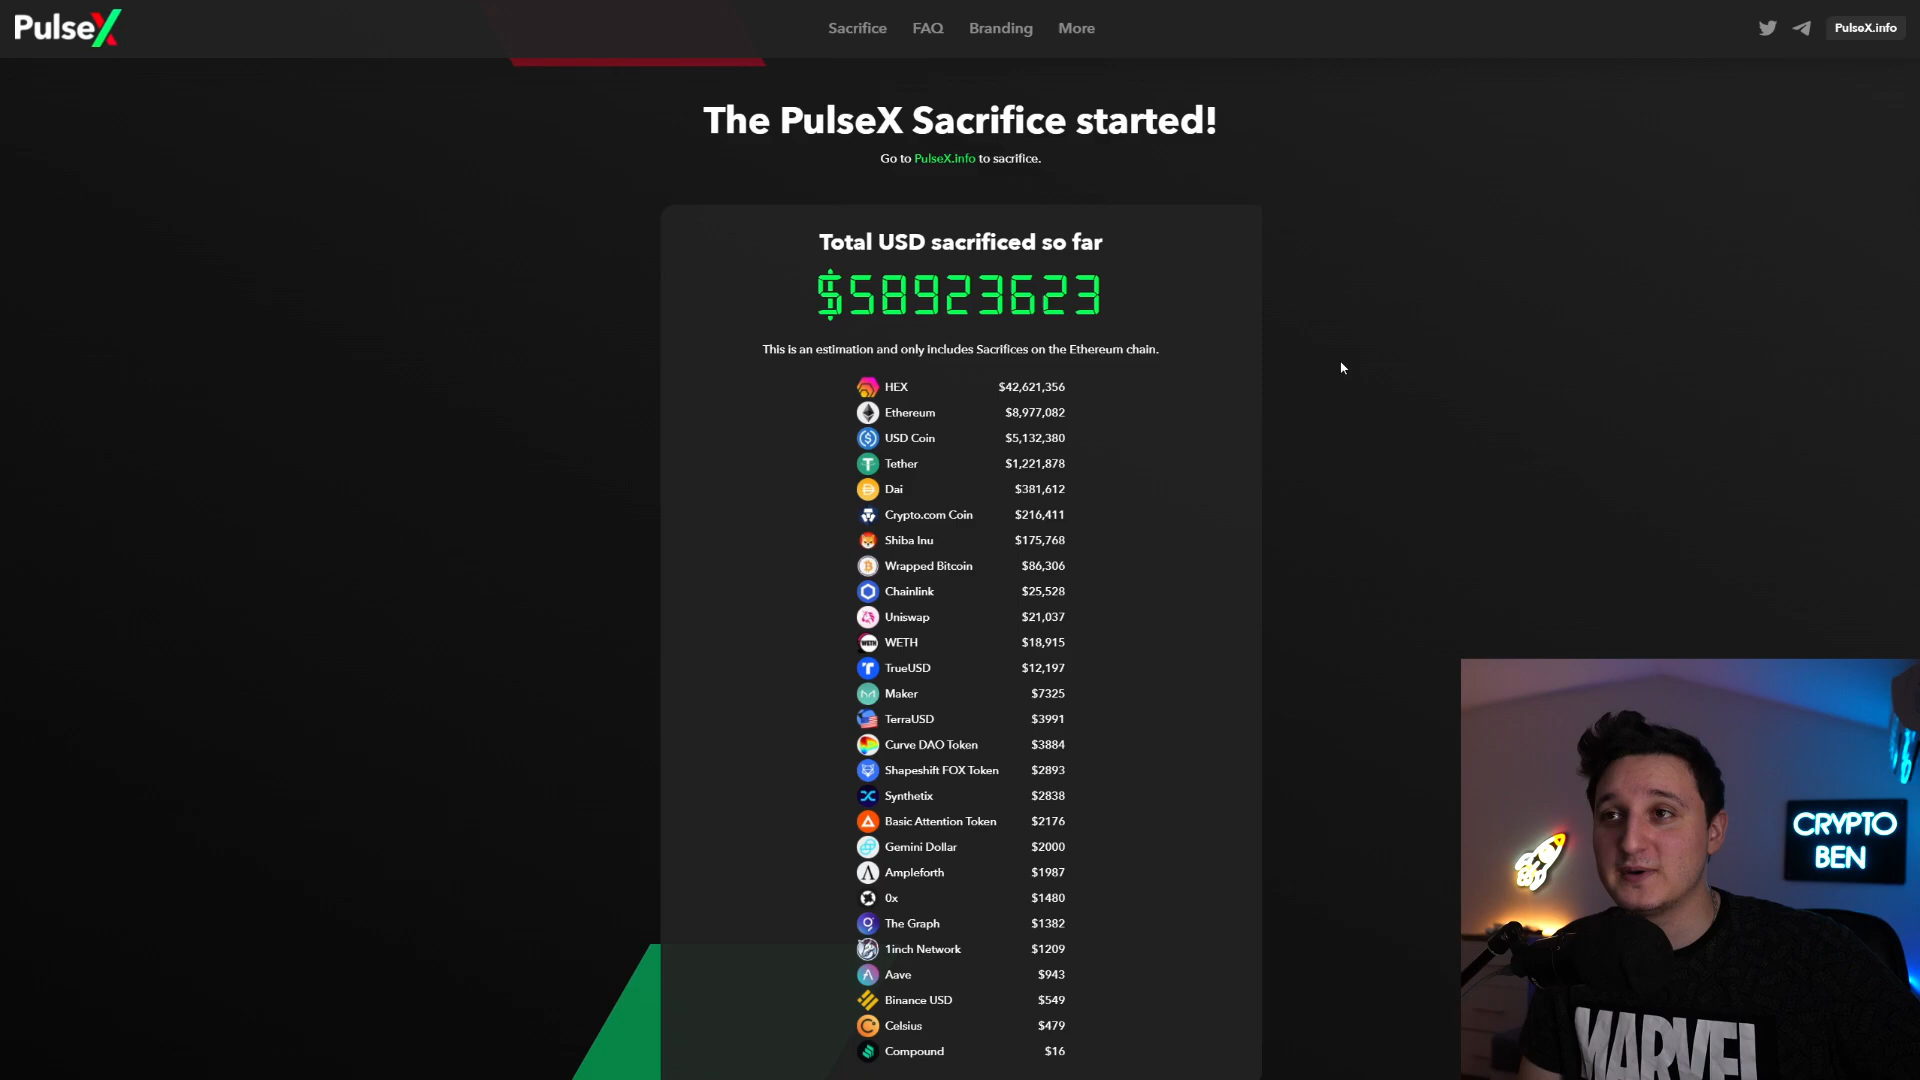 PulseX
Sacrifice FAQ Branding More
PulseX.info
The PulseX Sacrifice started!
Go to PulseX.info to sacrifice.
Total USD sacrificed so far
$58923623
This is an estimation and only includes Sacrifices on the Ethereum chain.
HEX $42,621,356
Ethereum $8,977,082
USD Coin $5,132,380
Tether $1,221,878
Dai $381,612
Crypto.com Coin $216,411
Shiba Inu $175,768
Wrapped Bitcoin $86,306
Chainlink $25,528
Uniswap $21,037
WETH WETH $18,915
TrueUSD $12,197
Maker $7325
TerraUSD $3991
Curve DAO Token $3884
Shapeshift FOX Token $2893
Synthetix $2838
Basic Attention Token $2176
Gemini Dollar $2000
Ampleforth $1987
0x $1480
The Graph $1382
1inch Network $1209
Aave $943
Binance USD $549
Celsius $479
Compound $16
CRYPTO
BEN
MARVEL